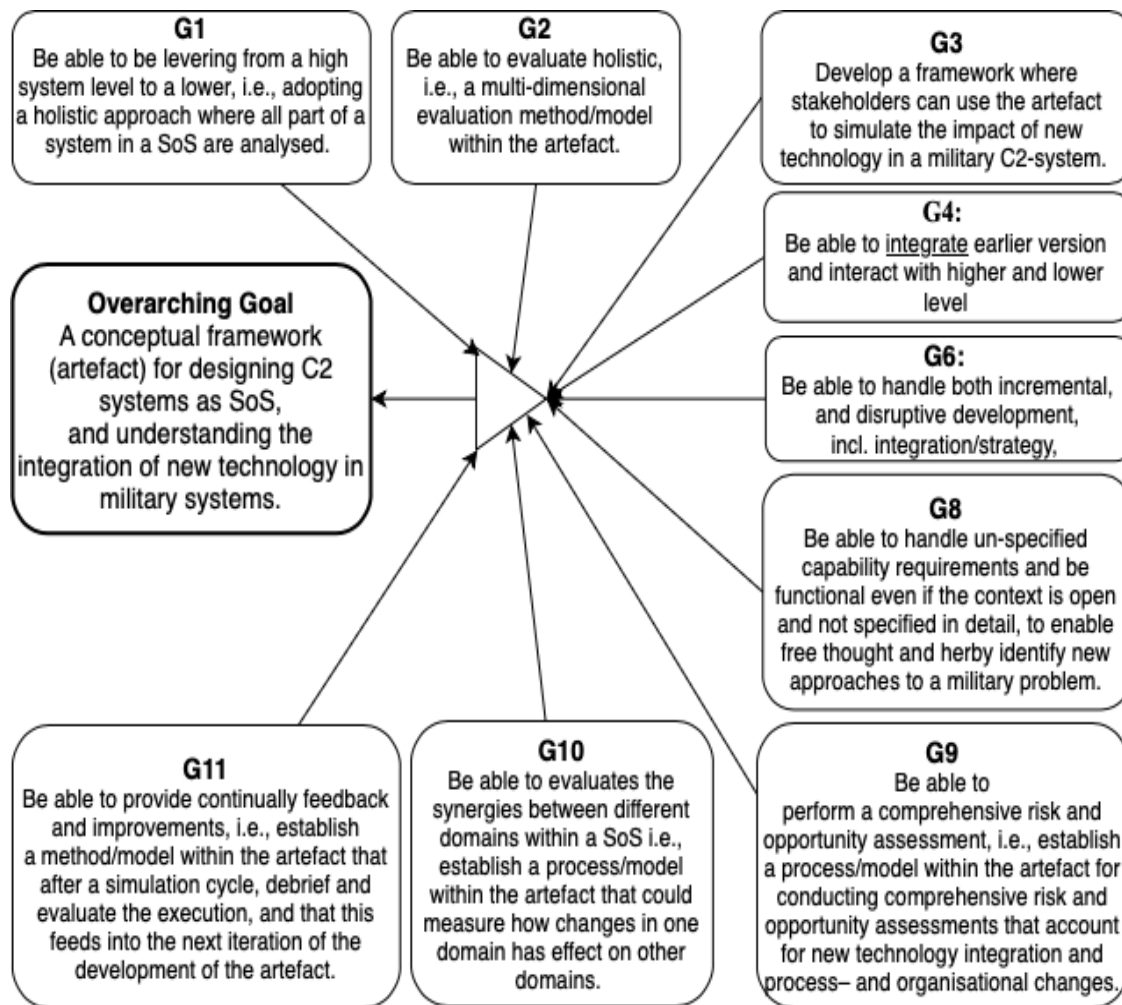 G1
Be able to be levering from a high
system level to a lower, i.e., adopting
a holistic approach where all part of a
system in a SoS are analysed.
G2
Be able to evaluate holistic,
i.e., a multi-dimensional
evaluation method/model
within the artefact.
G3
Develop a framework where
stakeholders can use the artefact
to simulate the impact of new
technology in a military C2-system.
G4:
Be able to integrate earlier version
and interact with higher and lower
level
Overarching Goal
A conceptual framework
(artefact) for designing C2
systems as SoS,
and understanding the
integration of new technology in
military systems.
G6:
Be able to handle both incremental,
and disruptive development,
incl. integration/strategy,
G8
Be able to handle un-specified
capability requirements and be
functional even if the context is open
and not specified in detail, to enable
free thought and herby identify new
approaches to a military problem.
G11
Be able to provide continually feedback
and improvements, i.e., establish
a method/model within the artefact that
after a simulation cycle, debrief and
evaluate the execution, and that this
feeds into the next iteration of the
development of the artefact.
G10
Be able to evaluates the
synergies between different
domains within a SoS i.e.,
establish a process/model
within the artefact that could
measure how changes in one
domain has effect on other
domains.
G9
Be able to
perform a comprehensive risk and
opportunity assessment, i.e., establish
a process/model within the artefact for
conducting comprehensive risk and
opportunity assessments that account
for new technology integration and
process– and organisational changes.